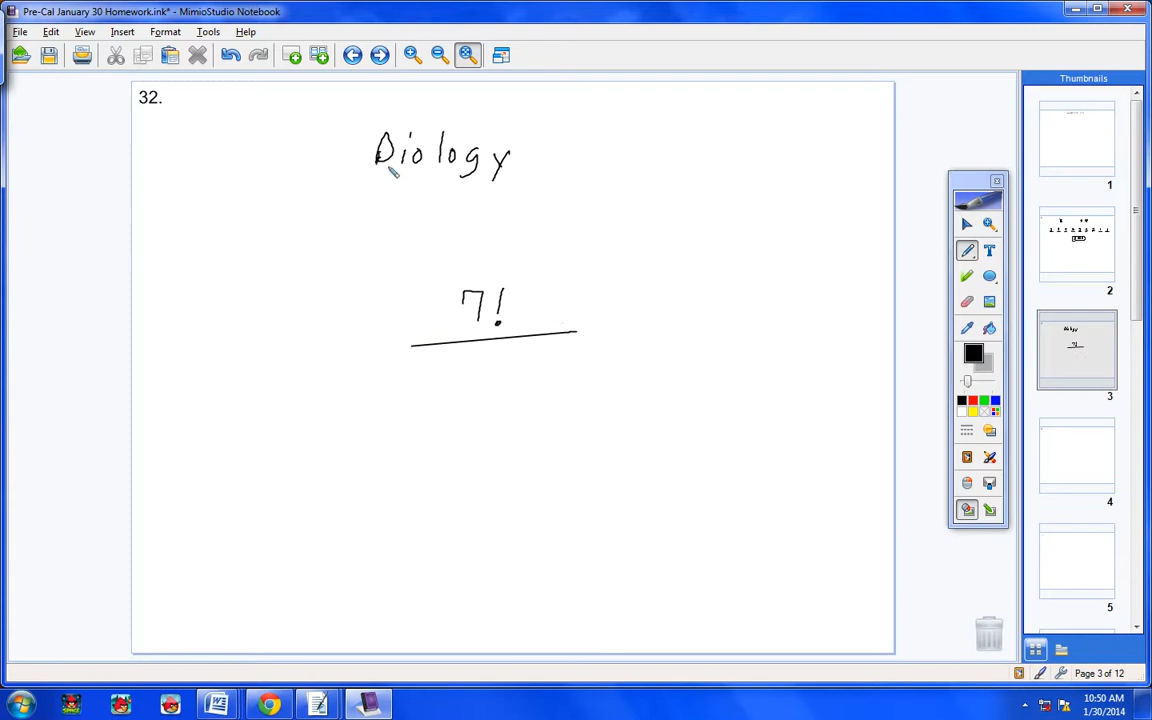 Pre-Cal January 30 Homework.ink* - MimioStudio Notebook
File Edit View Insert Format Tools Help
Thumbnails
32.
Biology
7!
1
2
3
4
5
T
Page 3 of 12
10:50 AM
1/30/2014